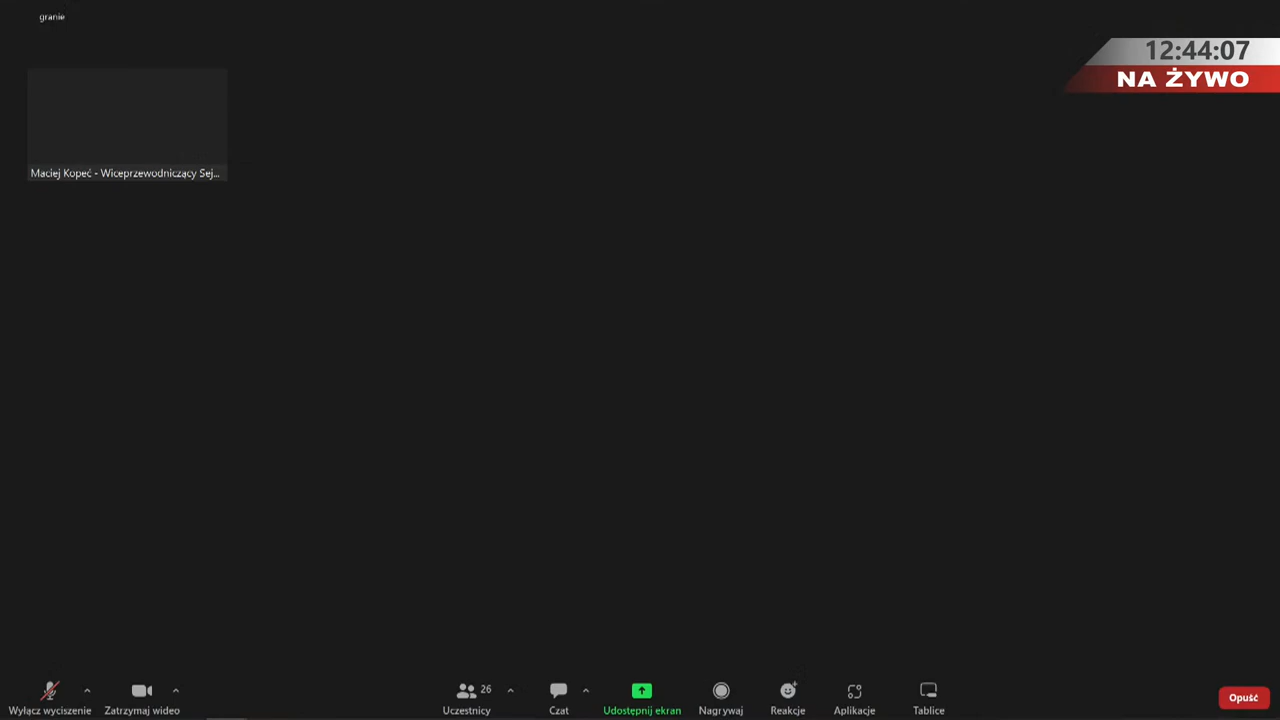 granie
12:44:07
NA ŻYWO
Maciej Kopeć - Wiceprzewodniczący Sej...
26
Wyłącz wyciszenie
Zatrzymaj wideo
Uczestnicy
Czat
Udostępnij ekran
Nagrywaj
Reakcje
Aplikacje
Tablice
Opuść